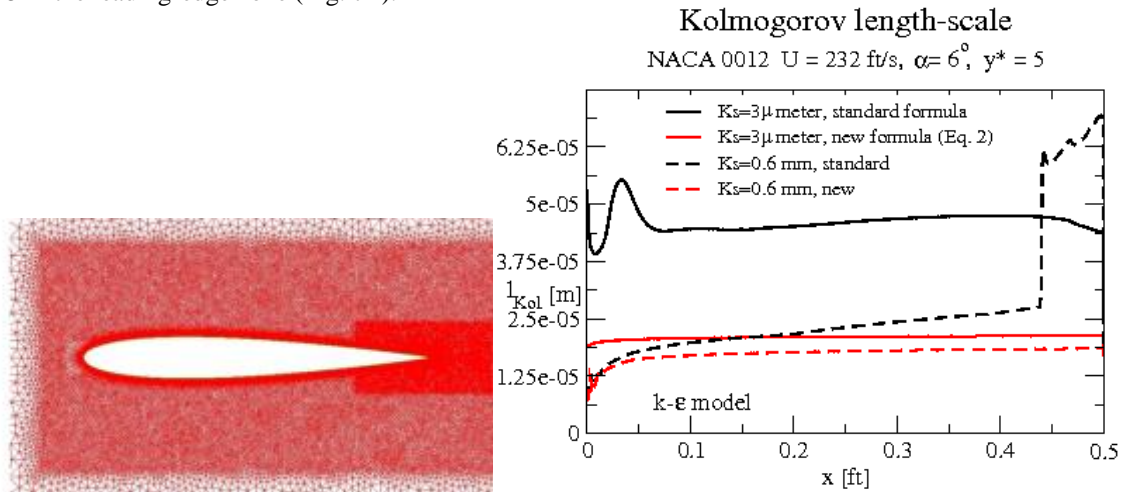 Kolmogorov length-scale
NACA 0012 U = 232 ft/s, α= 6°, y* = 5
Ks=3μ meter, standard formula
Ks=3μ meter, new formula (Eq. 2)
Ks=0.6 mm, standard
Ks=0.6 mm, new
6.25e-05
5e-05
3.75e-05
lKol [m]
2.5e-05
1.25e-05
0
k-ε model
0 0.1 0.2 0.3 0.4 0.5
x [ft]